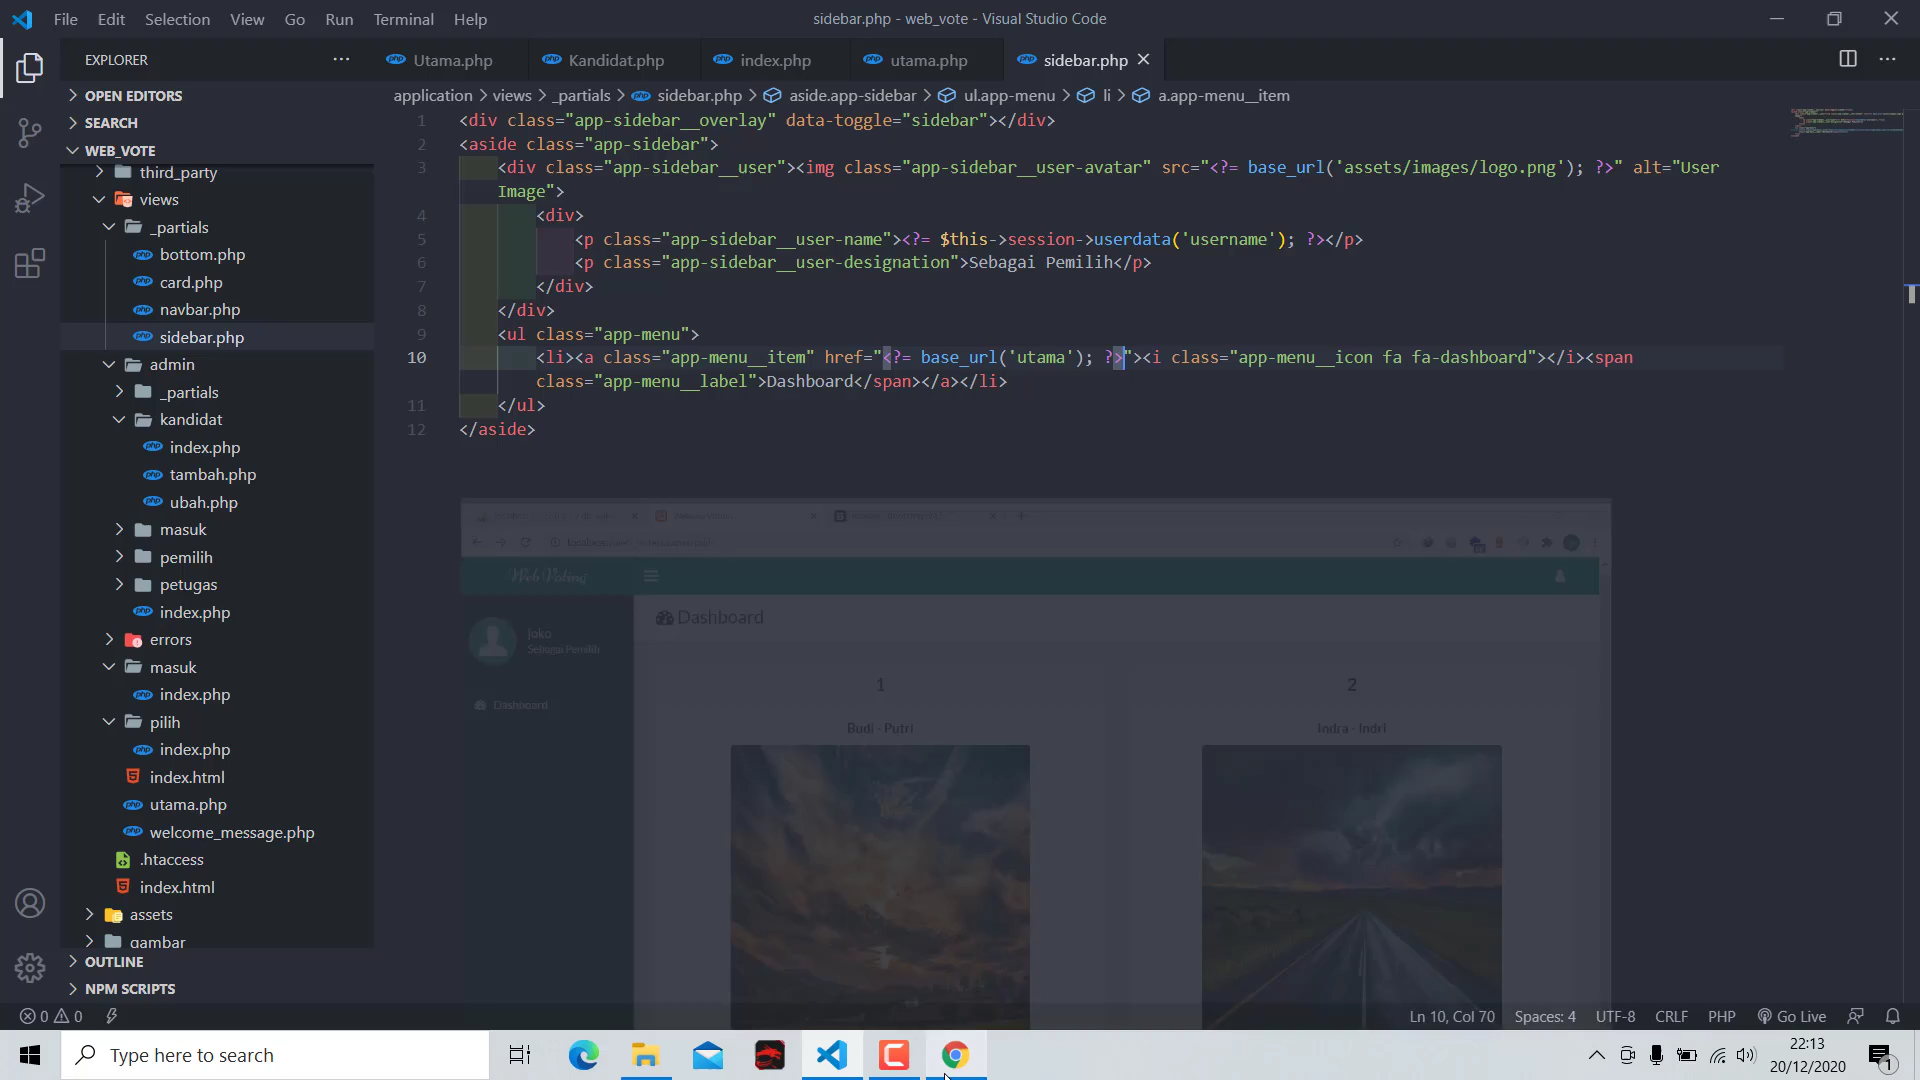 File Edit Selection View Go Run Terminal Help
sidebar.php - web_vote - Visual Studio Code
EXPLORER
Utama.php
Kandidat.php
index.php
utama.php
sidebar.php
OPEN EDITORS
SEARCH
WEB_VOTE
third_party
views
_partials
bottom.php
card.php
navbar.php
sidebar.php
admin
_partials
kandidat
index.php
tambah.php
ubah.php
masuk
pemilih
petugas
index.php
errors
masuk
index.php
pilih
index.php
index.html
utama.php
welcome_message.php
.htaccess
index.html
assets
gambar
OUTLINE
NPM SCRIPTS
application > views > _partials > sidebar.php > aside.app-sidebar > ul.app-menu > li > a.app-menu__item
1 <div class="app-sidebar__overlay" data-toggle="sidebar"></div>
2 <aside class="app-sidebar">
3 <div class="app-sidebar__user"><img class="app-sidebar__user-avatar" src="<?= base_url('assets/images/logo.png'); ?>" alt="User
Image">
4 <div>
5 <p class="app-sidebar__user-name"><?= $this->session->userdata('username'); ?></p>
6 <p class="app-sidebar__user-designation">Sebagai Pemilih</p>
7 </div>
8 </div>
9 <ul class="app-menu">
10 <li><a class="app-menu__item" href="<?= base_url('utama'); ?>"><i class="app-menu__icon fa fa-dashboard"></i><span
class="app-menu__label">Dashboard</span></a></li>
11 </ul>
12 </aside>
Web Voting
Dashboard
Joko
Sebagai Pemilih
Dashboard
1
2
Budi - Putri
Indra - Indri
0 0
Ln 10, Col 70 Spaces: 4 UTF-8 CRLF PHP Go Live
Type here to search
22:13
20/12/2020
1